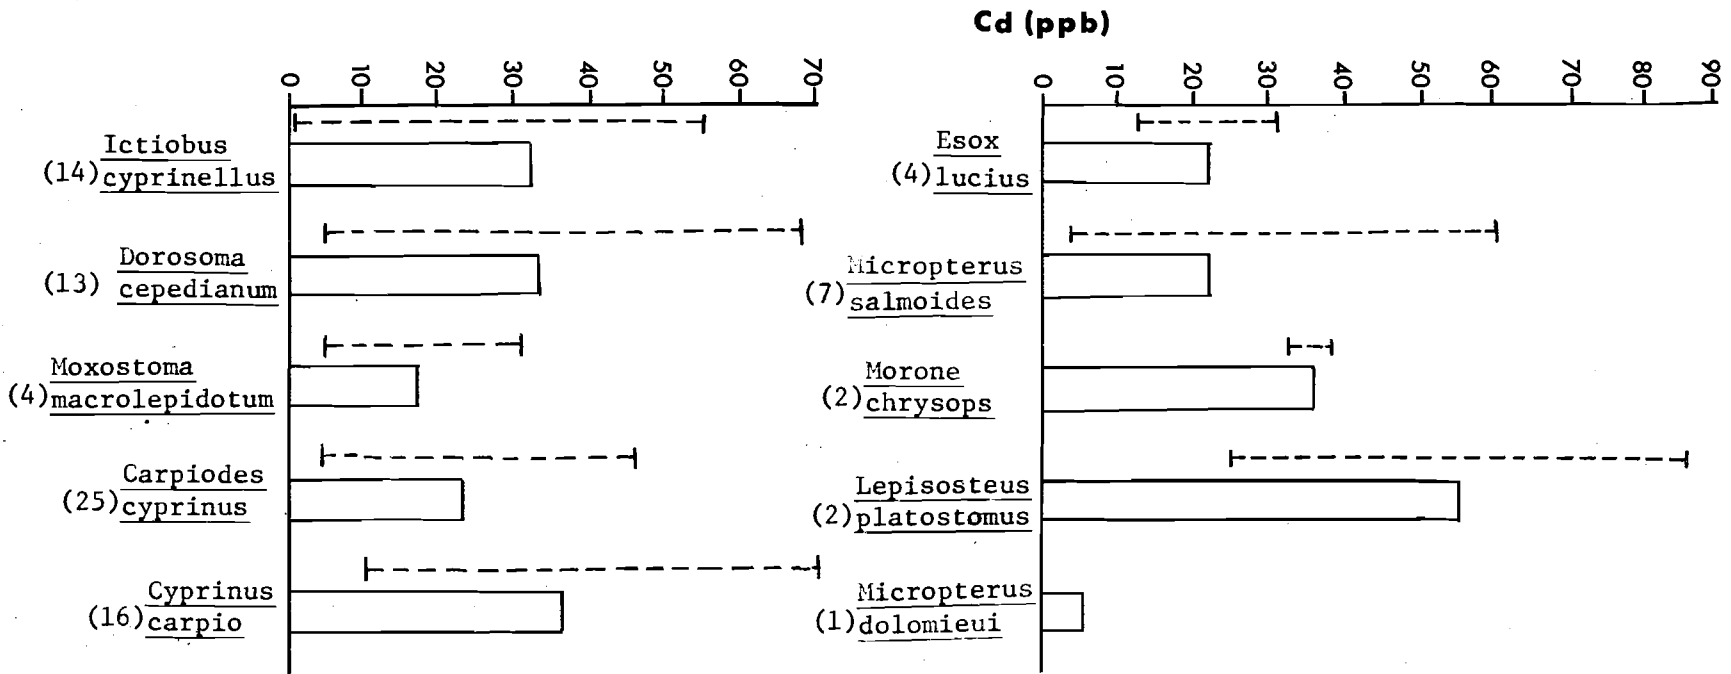 Cd (ppb)
0 10 20 30 40 50 60 70
Ictiobus
(14) cyprinellus
Dorosoma
(13) cepedianum
Moxostoma
(4) macrolepidotum
Carpiodes
(25) cyprinus
Cyprinus
(16) carpio
0 10 20 30 40 50 60 70 80 90
Esox
(4) lucius
Micropterus
(7) salmoides
Morone
(2) chrysops
Lepisosteus
(2) platostomus
Micropterus
(1) dolomieui